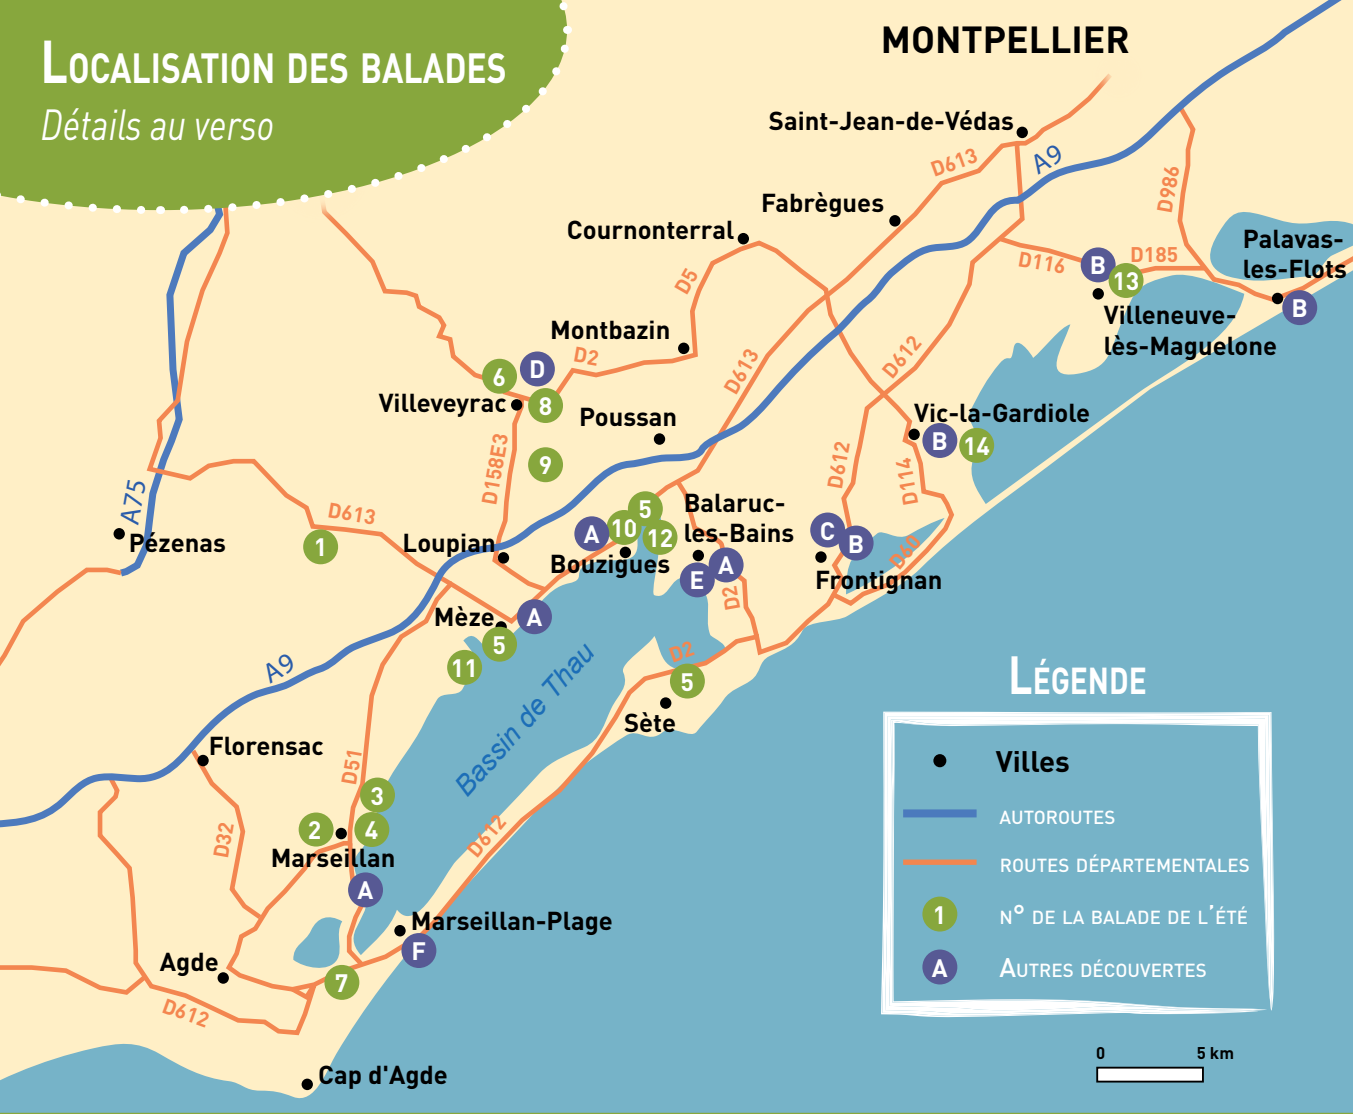 LOCALISATION DES BALADES
Détails au verso
MONTPELLIER
Saint-Jean-de-Védas
D613
A9
Fabrègues
D986
Cournonterral
Palavas-
les-Flots
D116
B
D185
13
B
D5
Villeneuve-
lès-Maguelone
Montbazin
D2
D613
D612
6
D
Villeveyrac
8
Poussan
Vic-la-Gardiole
B
14
D158E3
9
D612
D114
A75
D613
Pézenas
1
Loupian
A
10
5
12
Bouzigues
Balaruc-
les-Bains
E
A
D2
C
B
D60
Frontignan
Mèze
A
5
11
A9
Bassin de Thau
D2
5
Sète
LÉGENDE
Villes
AUTOROUTES
ROUTES DÉPARTEMENTALES
1
N° DE LA BALADE DE L'ÉTÉ
A
AUTRES DÉCOUVERTES
Florensac
D51
3
D32
2
4
Marseillan
D612
A
Marseillan-Plage
F
Agde
7
D612
Cap d'Agde
0
5 km